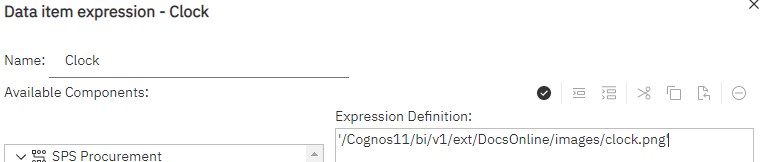 Data item expression - Clock
Name: Clock
Available Components:
Expression Definition:
'/Cognos11/bi/v1/ext/DocsOnline/images/clock.png'
SPS Procurement